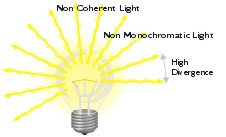 Non Coherent Light
Non Monochromatic Light
High
Divergence